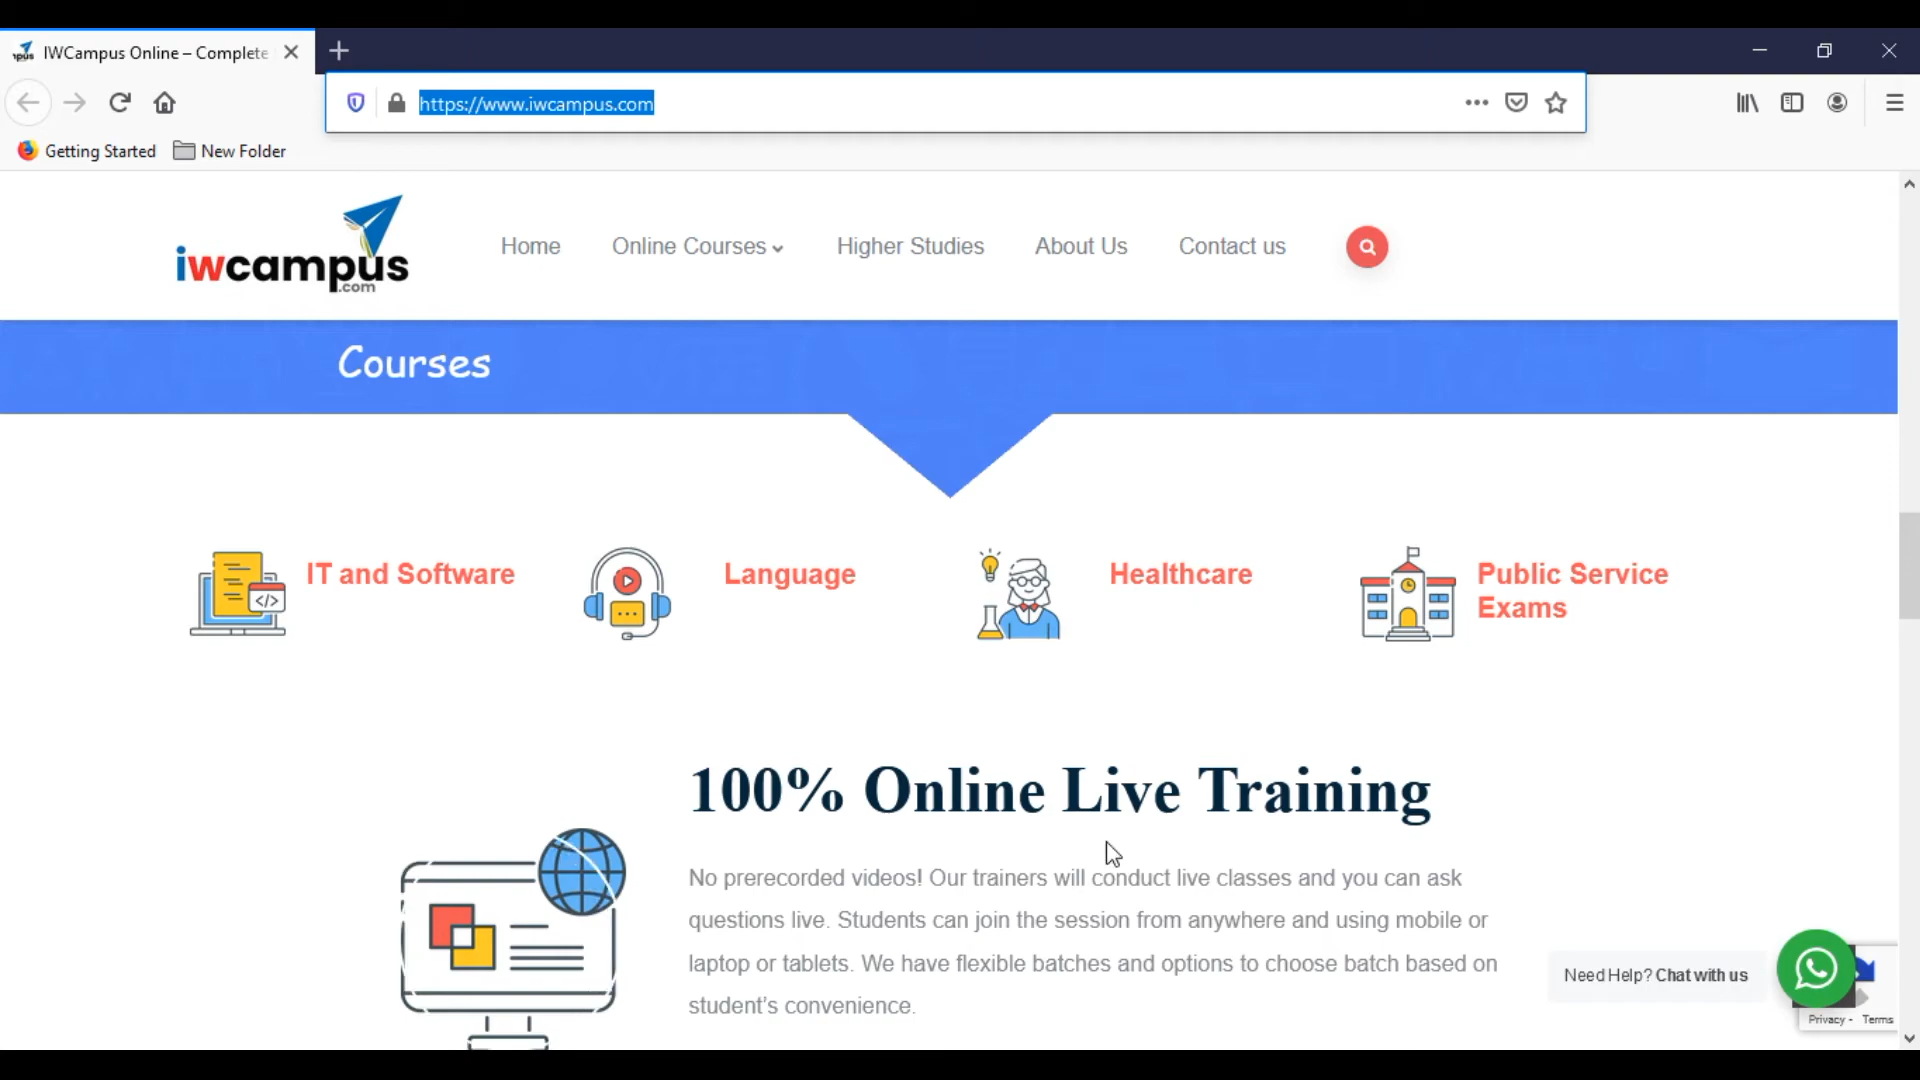 IWCampus Online – Complete
https://www.iwcampus.com
Getting Started
New Folder
iwcampus
.com
Home
Online Courses
Higher Studies
About Us
Contact us
Courses
IT and Software
Language
Healthcare
Public Service
Exams
100% Online Live Training
No prerecorded videos! Our trainers will conduct live classes and you can ask
questions live. Students can join the session from anywhere and using mobile or
laptop or tablets. We have flexible batches and options to choose batch based on
student's convenience.
Need Help? Chat with us
Privacy - Terms